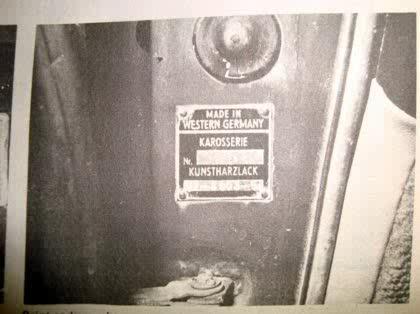 MADE IN
WESTERN GERMANY
KAROSSERIE
Nr.
KUNSTHARZLACK